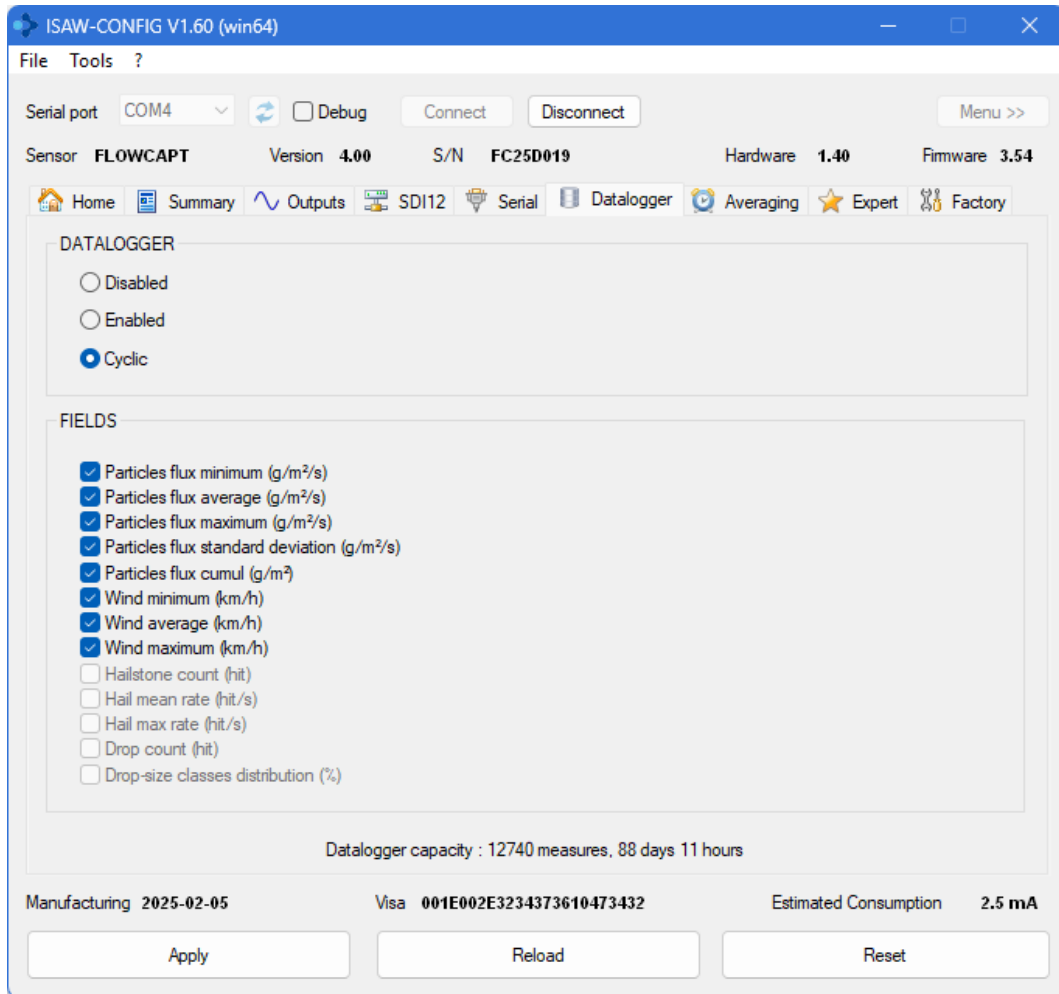 ISAW-CONFIG V1.60 (win64)
File Tools ?
Serial port COM4 Debug Connect Disconnect Menu >>
Sensor FLOWCAPT Version 4.00 S/N FC25D019 Hardware 1.40 Firmware 3.54
Home Summary Outputs SDI12 Serial Datalogger Averaging Expert Factory
DATALOGGER
Disabled
Enabled
Cyclic
FIELDS
Particles flux minimum (g/m²/s)
Particles flux average (g/m²/s)
Particles flux maximum (g/m²/s)
Particles flux standard deviation (g/m²/s)
Particles flux cumul (g/m²)
Wind minimum (km/h)
Wind average (km/h)
Wind maximum (km/h)
Hailstone count (hit)
Hail mean rate (hit/s)
Hail max rate (hit/s)
Drop count (hit)
Drop-size classes distribution (%)
Datalogger capacity : 12740 measures, 88 days 11 hours
Manufacturing 2025-02-05 Visa 001E002E3234373610473432 Estimated Consumption 2.5 mA
Apply Reload Reset